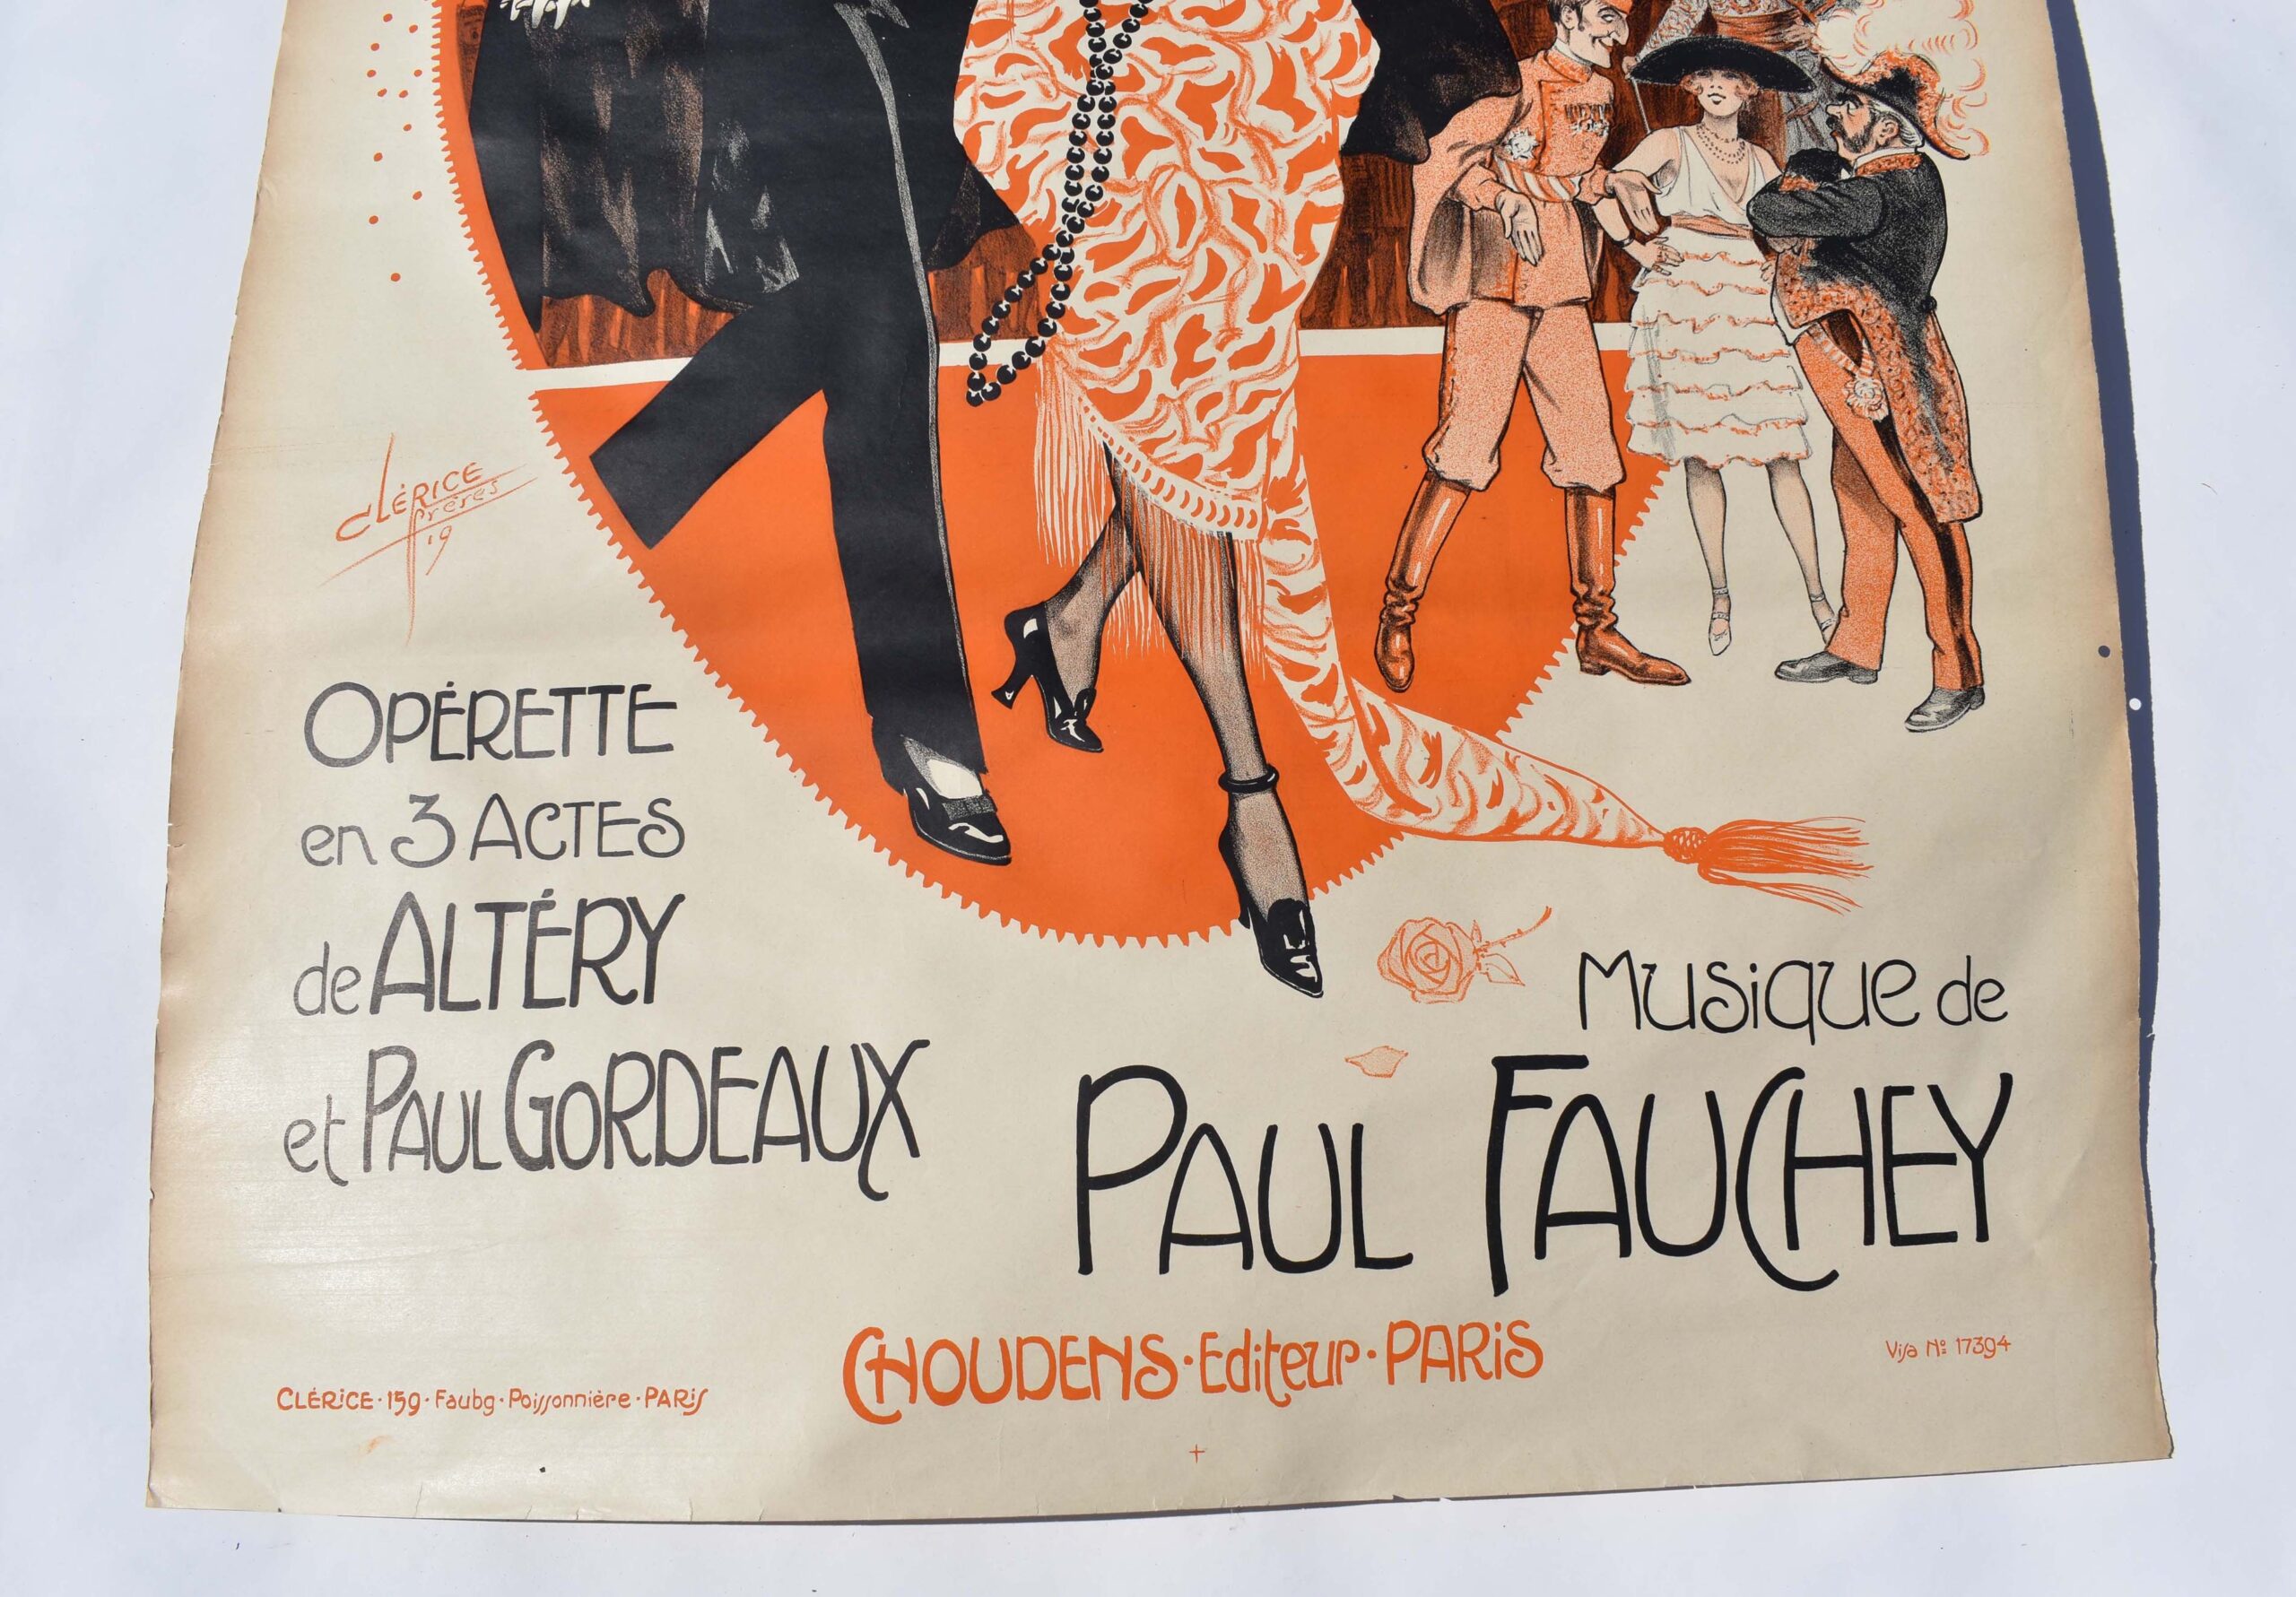 CLÉRICE
frères
19
OPÉRETTE
en 3 ACTES
de ALTÉRY
et PAUL GORDEAUX
Musique de
PAUL FAUCHEY
CHOUDENS · Editeur · PARIS
CLÉRICE · 159 · Faubg · Poissonnière · PARIS
Visa No: 17394